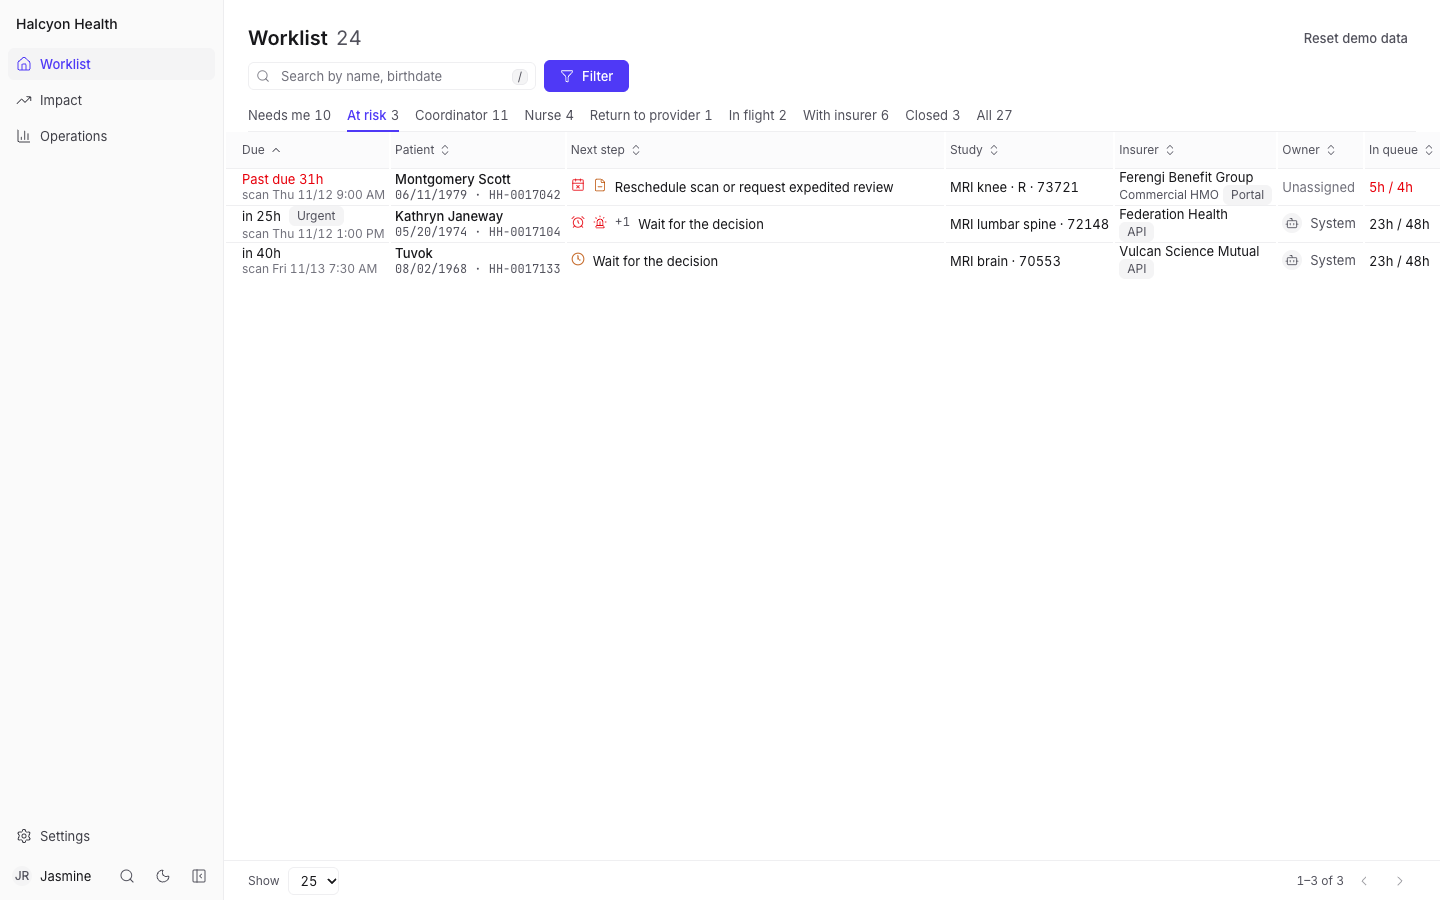 Halcyon Health
Worklist
Impact
Operations
Settings
JR Jasmine
Worklist 24
Reset demo data
Search by name, birthdate /
Filter
Needs me 10 At risk 3 Coordinator 11 Nurse 4 Return to provider 1 In flight 2 With insurer 6 Closed 3 All 27
Due Patient Next step Study Insurer Owner In queue
Past due 31h
scan Thu 11/12 9:00 AM
Montgomery Scott
06/11/1979 · HH-0017042
Reschedule scan or request expedited review
MRI knee · R · 73721
Ferengi Benefit Group
Commercial HMO Portal
Unassigned
5h / 4h
in 25h Urgent
scan Thu 11/12 1:00 PM
Kathryn Janeway
05/20/1974 · HH-0017104
+1 Wait for the decision
MRI lumbar spine · 72148
Federation Health
API
System
23h / 48h
in 40h
scan Fri 11/13 7:30 AM
Tuvok
08/02/1968 · HH-0017133
Wait for the decision
MRI brain · 70553
Vulcan Science Mutual
API
System
23h / 48h
Show 25
1–3 of 3